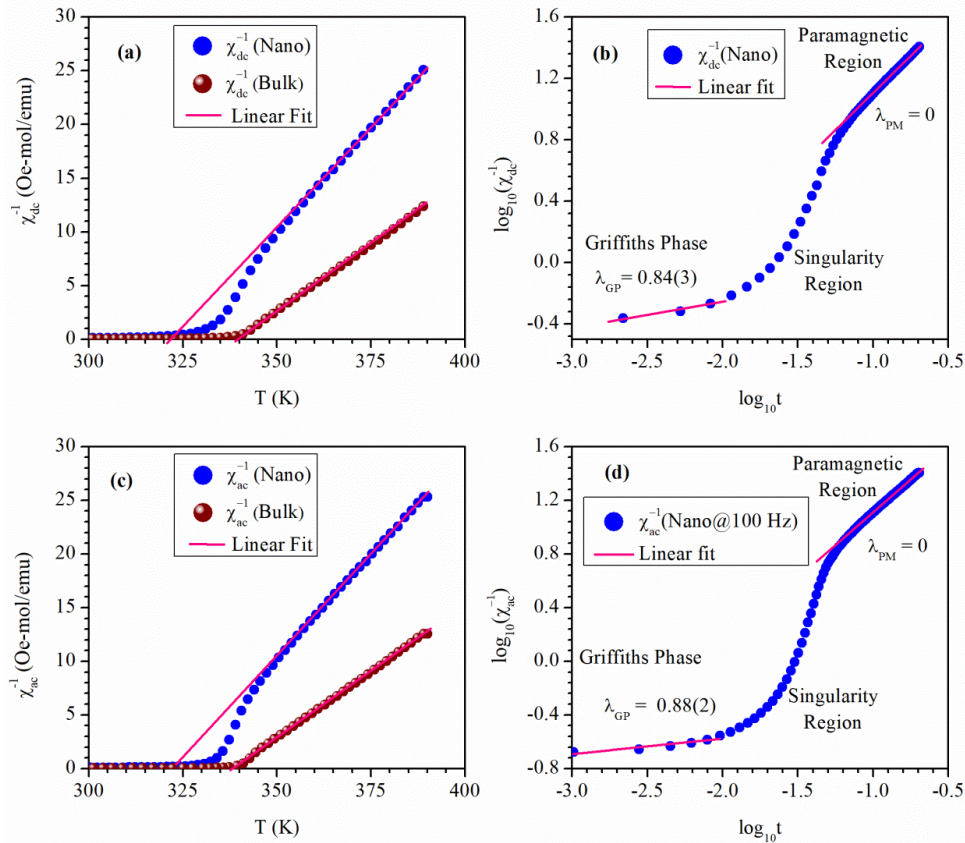 (a)
χ⁻¹dc (Nano)
χ⁻¹dc (Bulk)
Linear Fit
30
25
20
15
10
5
0
χ⁻¹dc (Oe-mol/emu)
300 325 350 375 400
T (K)
(b)
χ⁻¹dc (Nano)
Linear fit
Paramagnetic
Region
λPM = 0
Griffiths Phase
λGP = 0.84(3)
Singularity
Region
1.6
1.2
0.8
0.4
0.0
-0.4
log10(χ⁻¹dc)
-3.0 -2.5 -2.0 -1.5 -1.0 -0.5
log10t
(c)
χ⁻¹ac (Nano)
χ⁻¹ac (Bulk)
Linear Fit
30
25
20
15
10
5
0
χ⁻¹ac (Oe-mol/emu)
300 325 350 375 400
T (K)
(d)
χ⁻¹ac(Nano@100 Hz)
Linear fit
Paramagnetic
Region
λPM = 0
Griffiths Phase
λGP = 0.88(2)
Singularity
Region
1.6
1.2
0.8
0.4
0.0
-0.4
-0.8
log10(χ⁻¹ac)
-3.0 -2.5 -2.0 -1.5 -1.0 -0.5
log10t